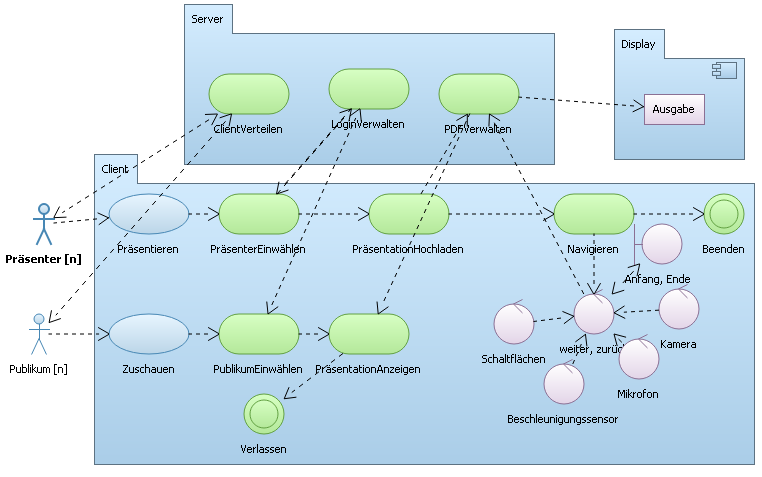 Server
Display
Ausgabe
ClientVerteilen
LoginVerwalten
PDFVerwalten
Client
Präsenter [n]
Präsentieren
PräsenterEinwählen
PräsentationHochladen
Navigieren
Beenden
Anfang, Ende
Publikum [n]
Zuschauen
PublikumEinwählen
PräsentationAnzeigen
Schaltflächen
weiter, zurück
Kamera
Mikrofon
Beschleunigungssensor
Verlassen